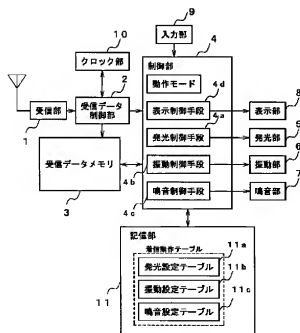 10
9
4
クロック部
入力部
2
制御部
動作モード
4d
8
受信部
受信データ
制御部
表示制御手段
表示部
4a
5
1
発光制御手段
発光部
6
受信データメモリ
振動制御手段
振動部
4b
7
鳴音制御手段
鳴音部
4c
3
記憶部
着信動作テーブル
11a
発光設定テーブル
11b
振動設定テーブル
11c
11
鳴音設定テーブル